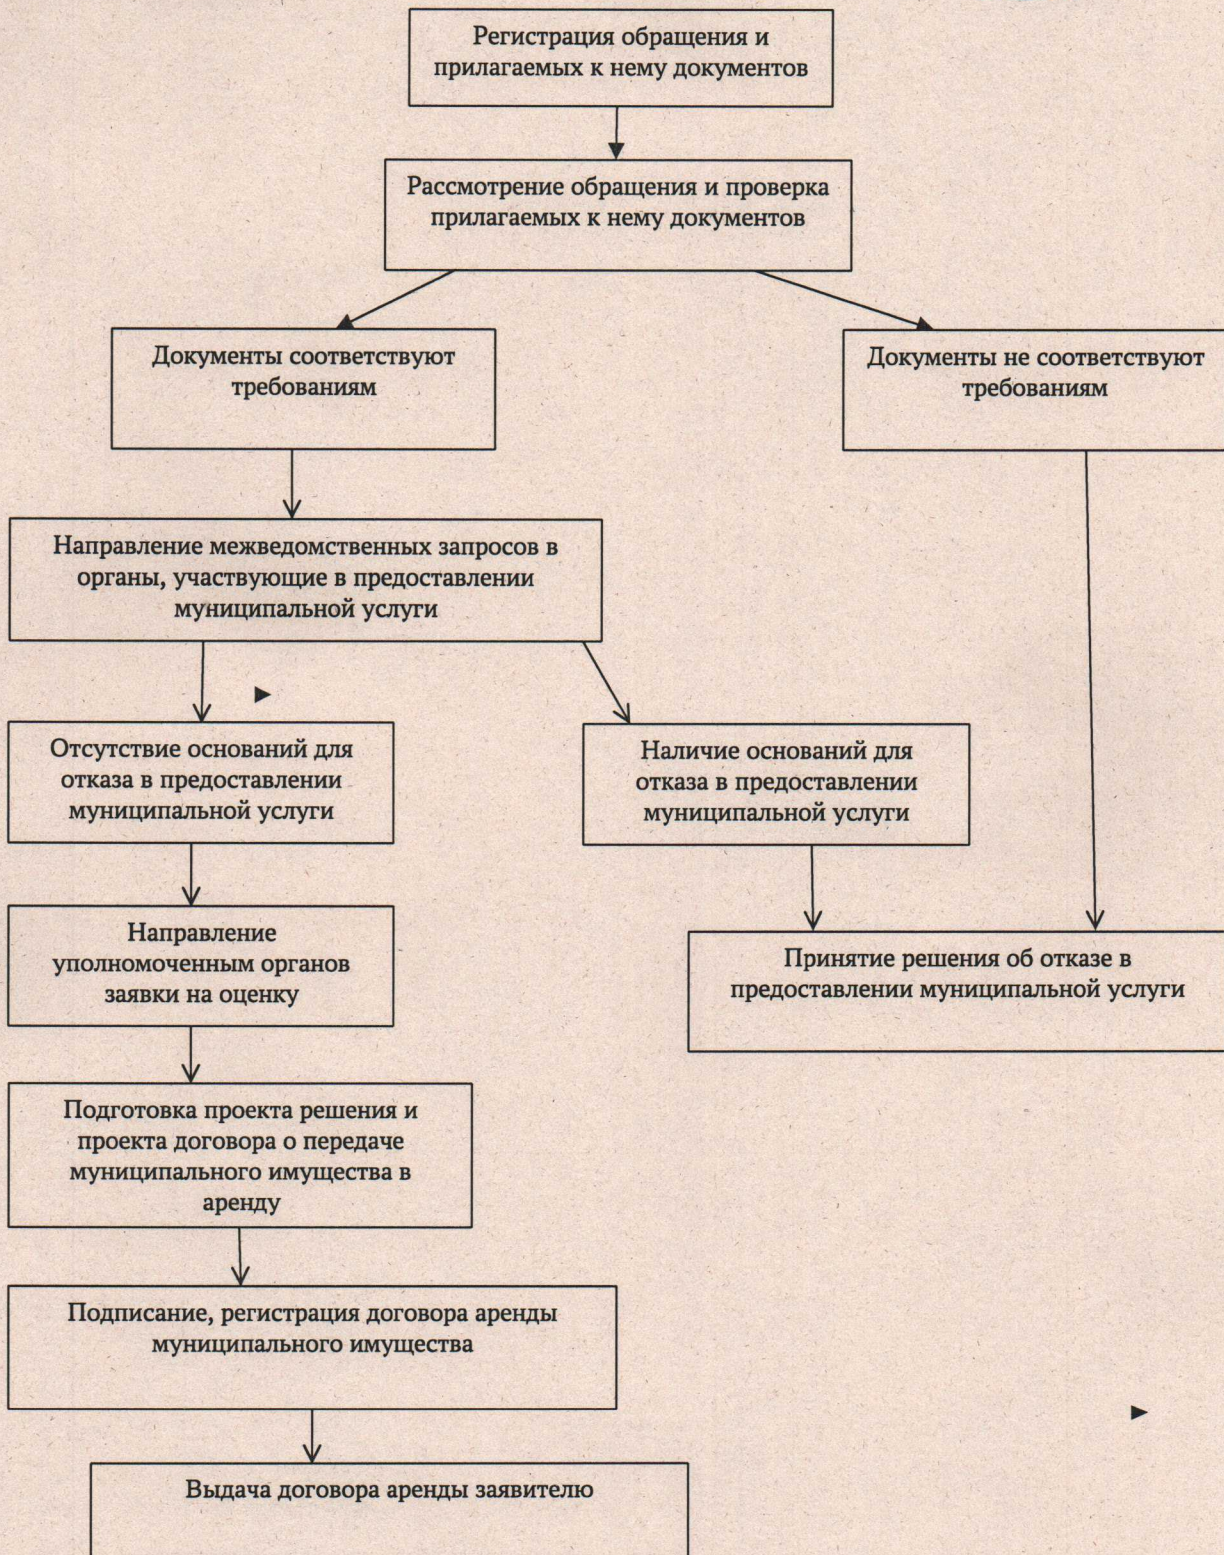 Регистрация обращения и
прилагаемых к нему документов
Рассмотрение обращения и проверка
прилагаемых к нему документов
Документы соответствуют
требованиям
Документы не соответствуют
требованиям
Направление межведомственных запросов в
органы, участвующие в предоставлении
муниципальной услуги
Отсутствие оснований для
отказа в предоставлении
муниципальной услуги
Наличие оснований для
отказа в предоставлении
муниципальной услуги
Направление
уполномоченным органов
заявки на оценку
Принятие решения об отказе в
предоставлении муниципальной услуги
Подготовка проекта решения и
проекта договора о передаче
муниципального имущества в
аренду
Подписание, регистрация договора аренды
муниципального имущества
Выдача договора аренды заявителю